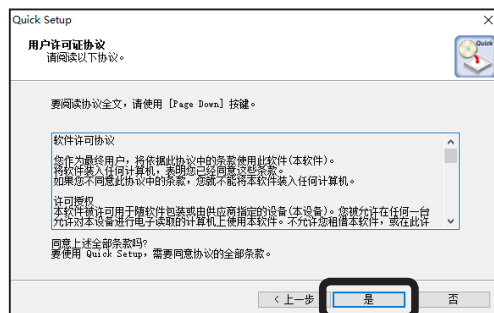 Quick Setup
用户许可证协议
请阅读以下协议。
Quick
要阅读协议全文，请使用 [Page Down] 按键。
软件许可协议
您作为最终用户，将依据此协议中的条款使用此软件(本软件)。
将软件装入任何计算机，表明您已经同意这些条款。
如果您不同意此协议中的条款，您就不能将本软件装入任何计算机。
许可授权
本软件被许可用于随软件包装或由供应商指定的设备(本设备)。您被允许在任何一台
允许对本设备进行电子读取的计算机上使用本软件。不允许您租借本软件，或在此许
同意上述全部条款吗?
要使用 Quick Setup，需要同意协议的全部条款。
< 上一步
是
否